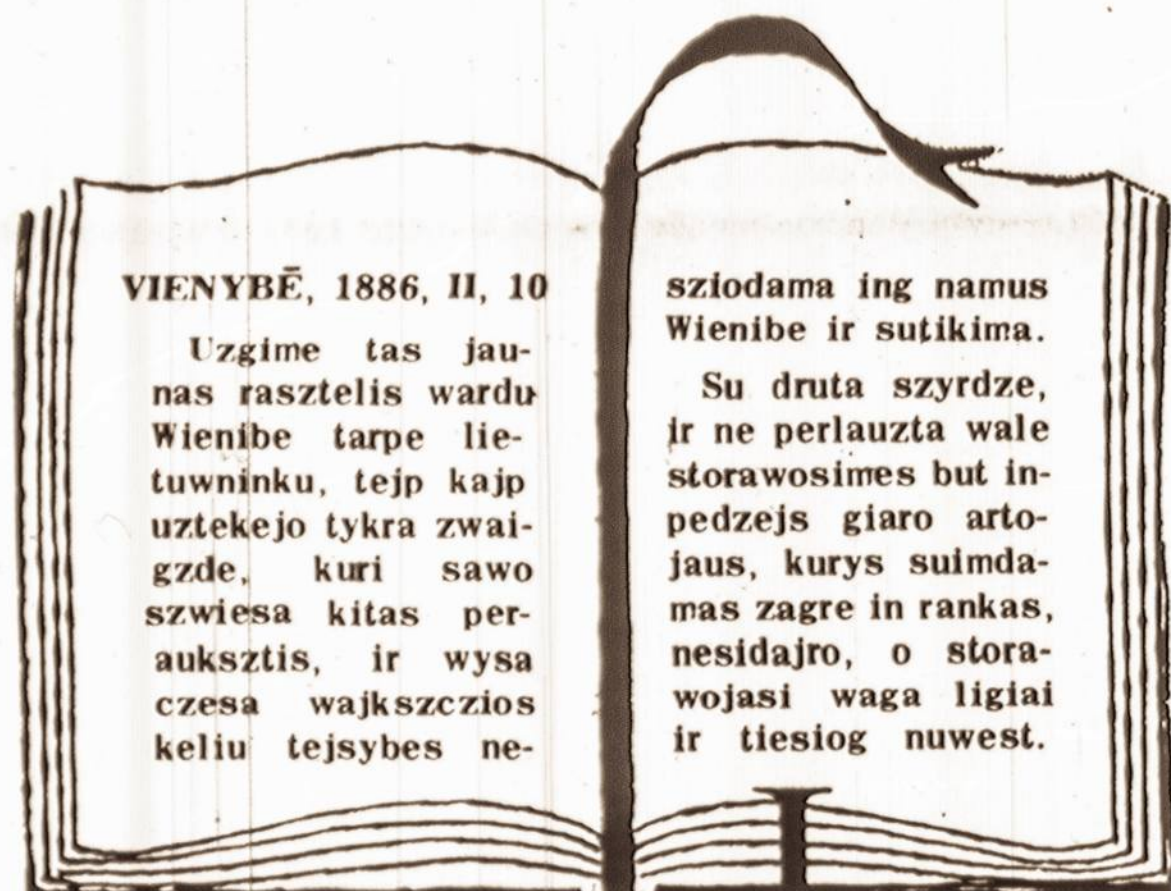 VIENYBĒ, 1886, II, 10
Uzgime tas jau-
nas rasztelis wardu
Wienibe tarpe lie-
tuwninku, tejp kajp
uztekejo tykra zwai-
gzde, kuri sawo
szwiesa kitas per-
auksztis, ir wysa
czesa wajkszczios
keliu tejsybes ne-
sziodama ing namus
Wienibe ir sutikima.
Su druta szyrdze,
ir ne perlauzta wale
storawosimes but in-
pedzejs giaro arto-
jaus, kurys suimda-
mas zagre in rankas,
nesidajro, o stora-
wojasi waga ligiai
ir tiesiog nuwest.